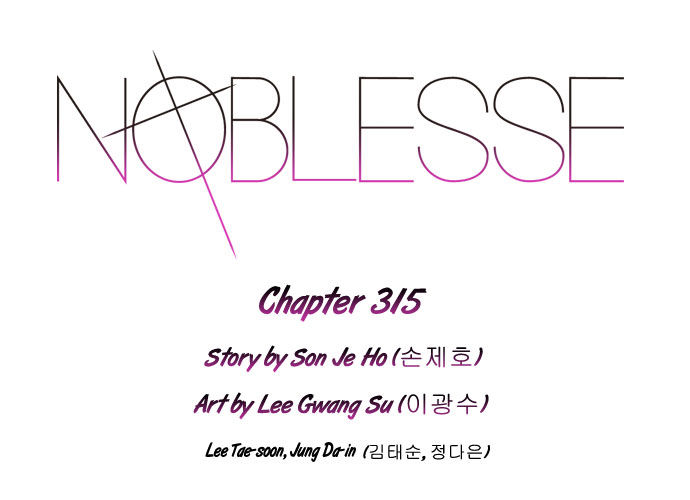 NOBLESSE
Chapter 315
Story by Son Je Ho (손제호)
Art by Lee Gwang Su (이광수)
Lee Tae-soon, Jung Da-in (김태순, 정다은)